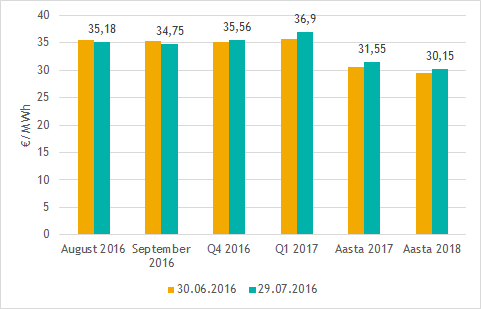 40
35
30
25
20
15
10
5
0
€/MWh
35,18
34,75
35,56
36,9
31,55
30,15
August 2016
September
2016
Q4 2016
Q1 2017
Aasta 2017
Aasta 2018
30.06.2016
29.07.2016